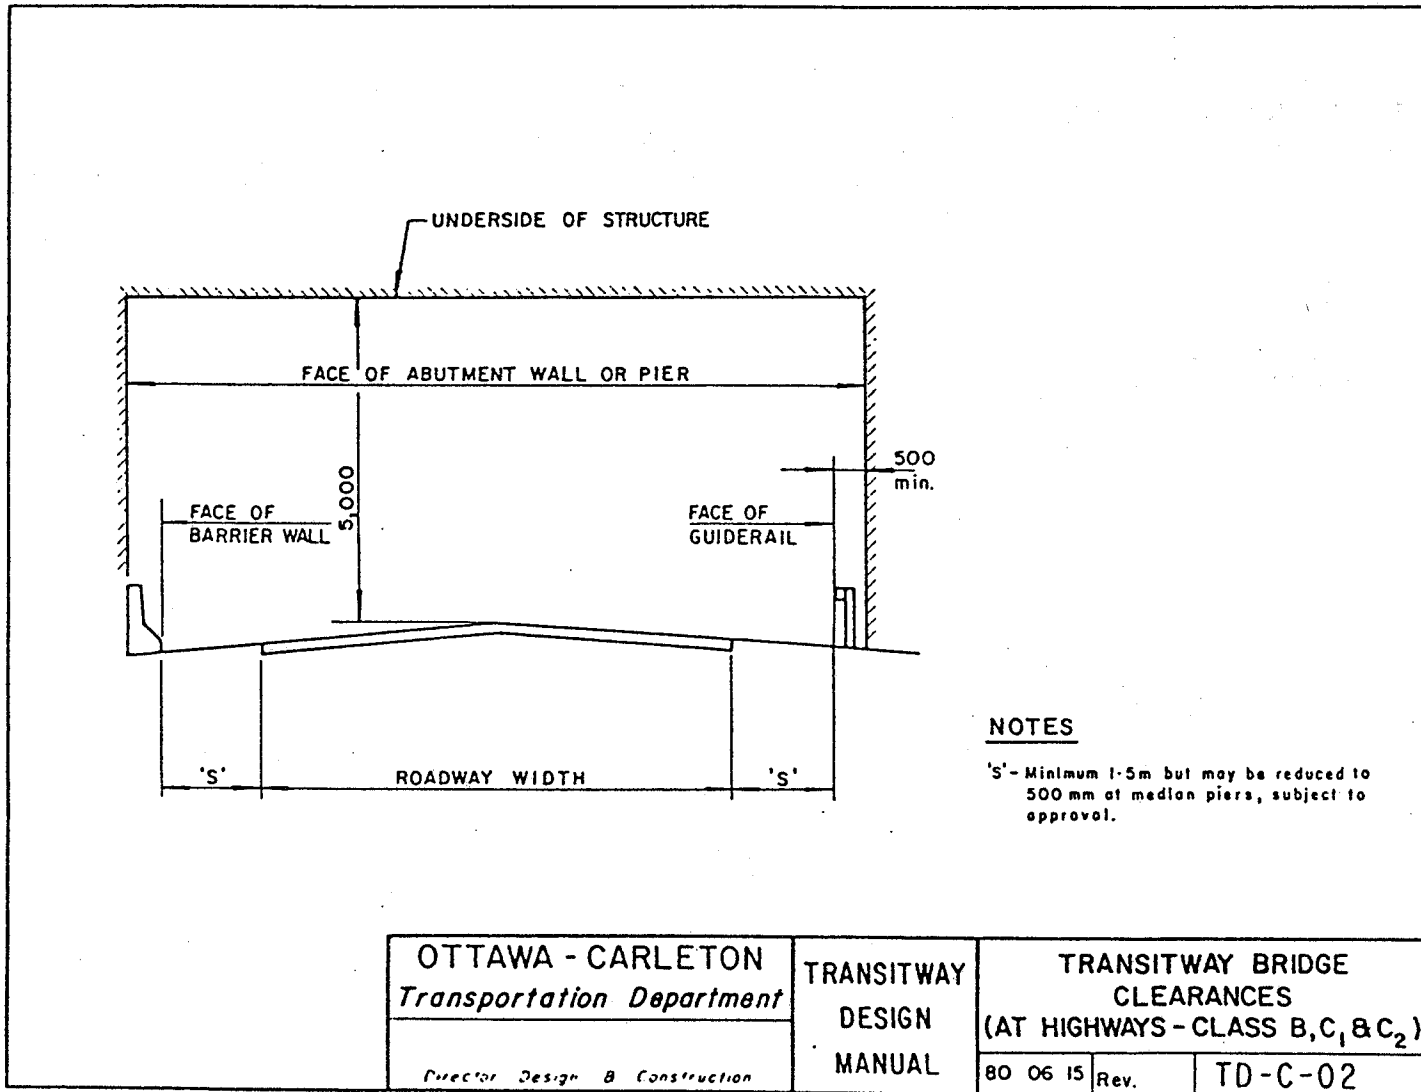 UNDERSIDE OF STRUCTURE
FACE OF ABUTMENT WALL OR PIER
500
min.
5,000
FACE OF
BARRIER WALL
FACE OF
GUIDERAIL
'S'
ROADWAY WIDTH
'S'
NOTES
'S'- Minimum 1·5m but may be reduced to
500 mm at median piers, subject to
approval.
OTTAWA - CARLETON
Transportation Department
Director Design & Construction
TRANSITWAY
DESIGN
MANUAL
TRANSITWAY BRIDGE
CLEARANCES
(AT HIGHWAYS - CLASS B, C₁ & C₂)
80 06 15
Rev.
TD-C-02